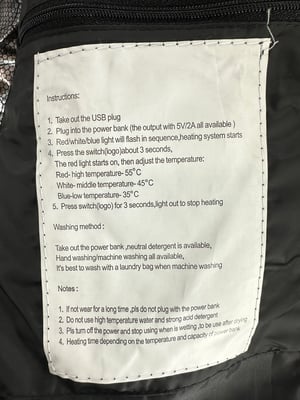 Instructions:
1. Take out the USB plug
2. Plug into the power bank (the output with 5V/2A all available )
3. Red/white/blue light will flash in sequence,heating system starts
4. Press the switch(logo)about 3 seconds,
The red light starts on, then adjust the temperature:
Red- high temperature- 55°C
White- middle temperature- 45°C
Blue-low temperature- 35°C
5. Press switch(logo) for 3 seconds,light out to stop heating
Washing method :
Take out the power bank ,neutral detergent is available,
Hand washing/machine washing all available,
It's best to wash with a laundry bag when machine washing
Notes :
1. If not wear for a long time ,pls do not plug with the power bank
2. Do not use high temperature water and strong acid detergent
3. Pls turn off the power and stop using when is wetting ,to be use after drying
4. Heating time depending on the temperature and capacity of power bank